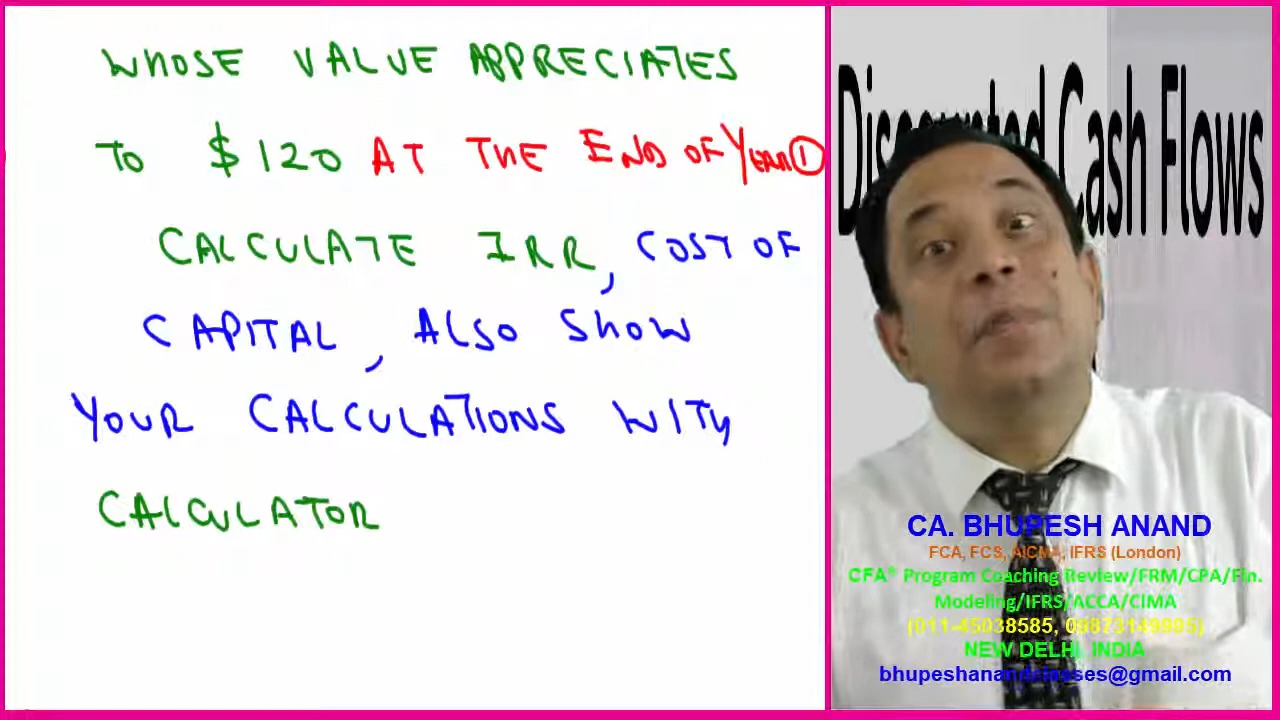 WHOSE VALUE APPRECIATES
TO $120 AT THE END OF YEAR ①
CALCULATE IRR, COST OF
CAPITAL, ALSO SHOW
YOUR CALCULATIONS WITH
CALCULATOR
Discounted Cash Flows
CA. BHUPESH ANAND
FCA, FCS, AICMA, IFRS (London)
CFA® Program Coaching Review/FRM/CPA/Fin.
Modeling/IFRS/ACCA/CIMA
(011-45038585, 09873149995)
NEW DELHI, INDIA
bhupeshanandclasses@gmail.com